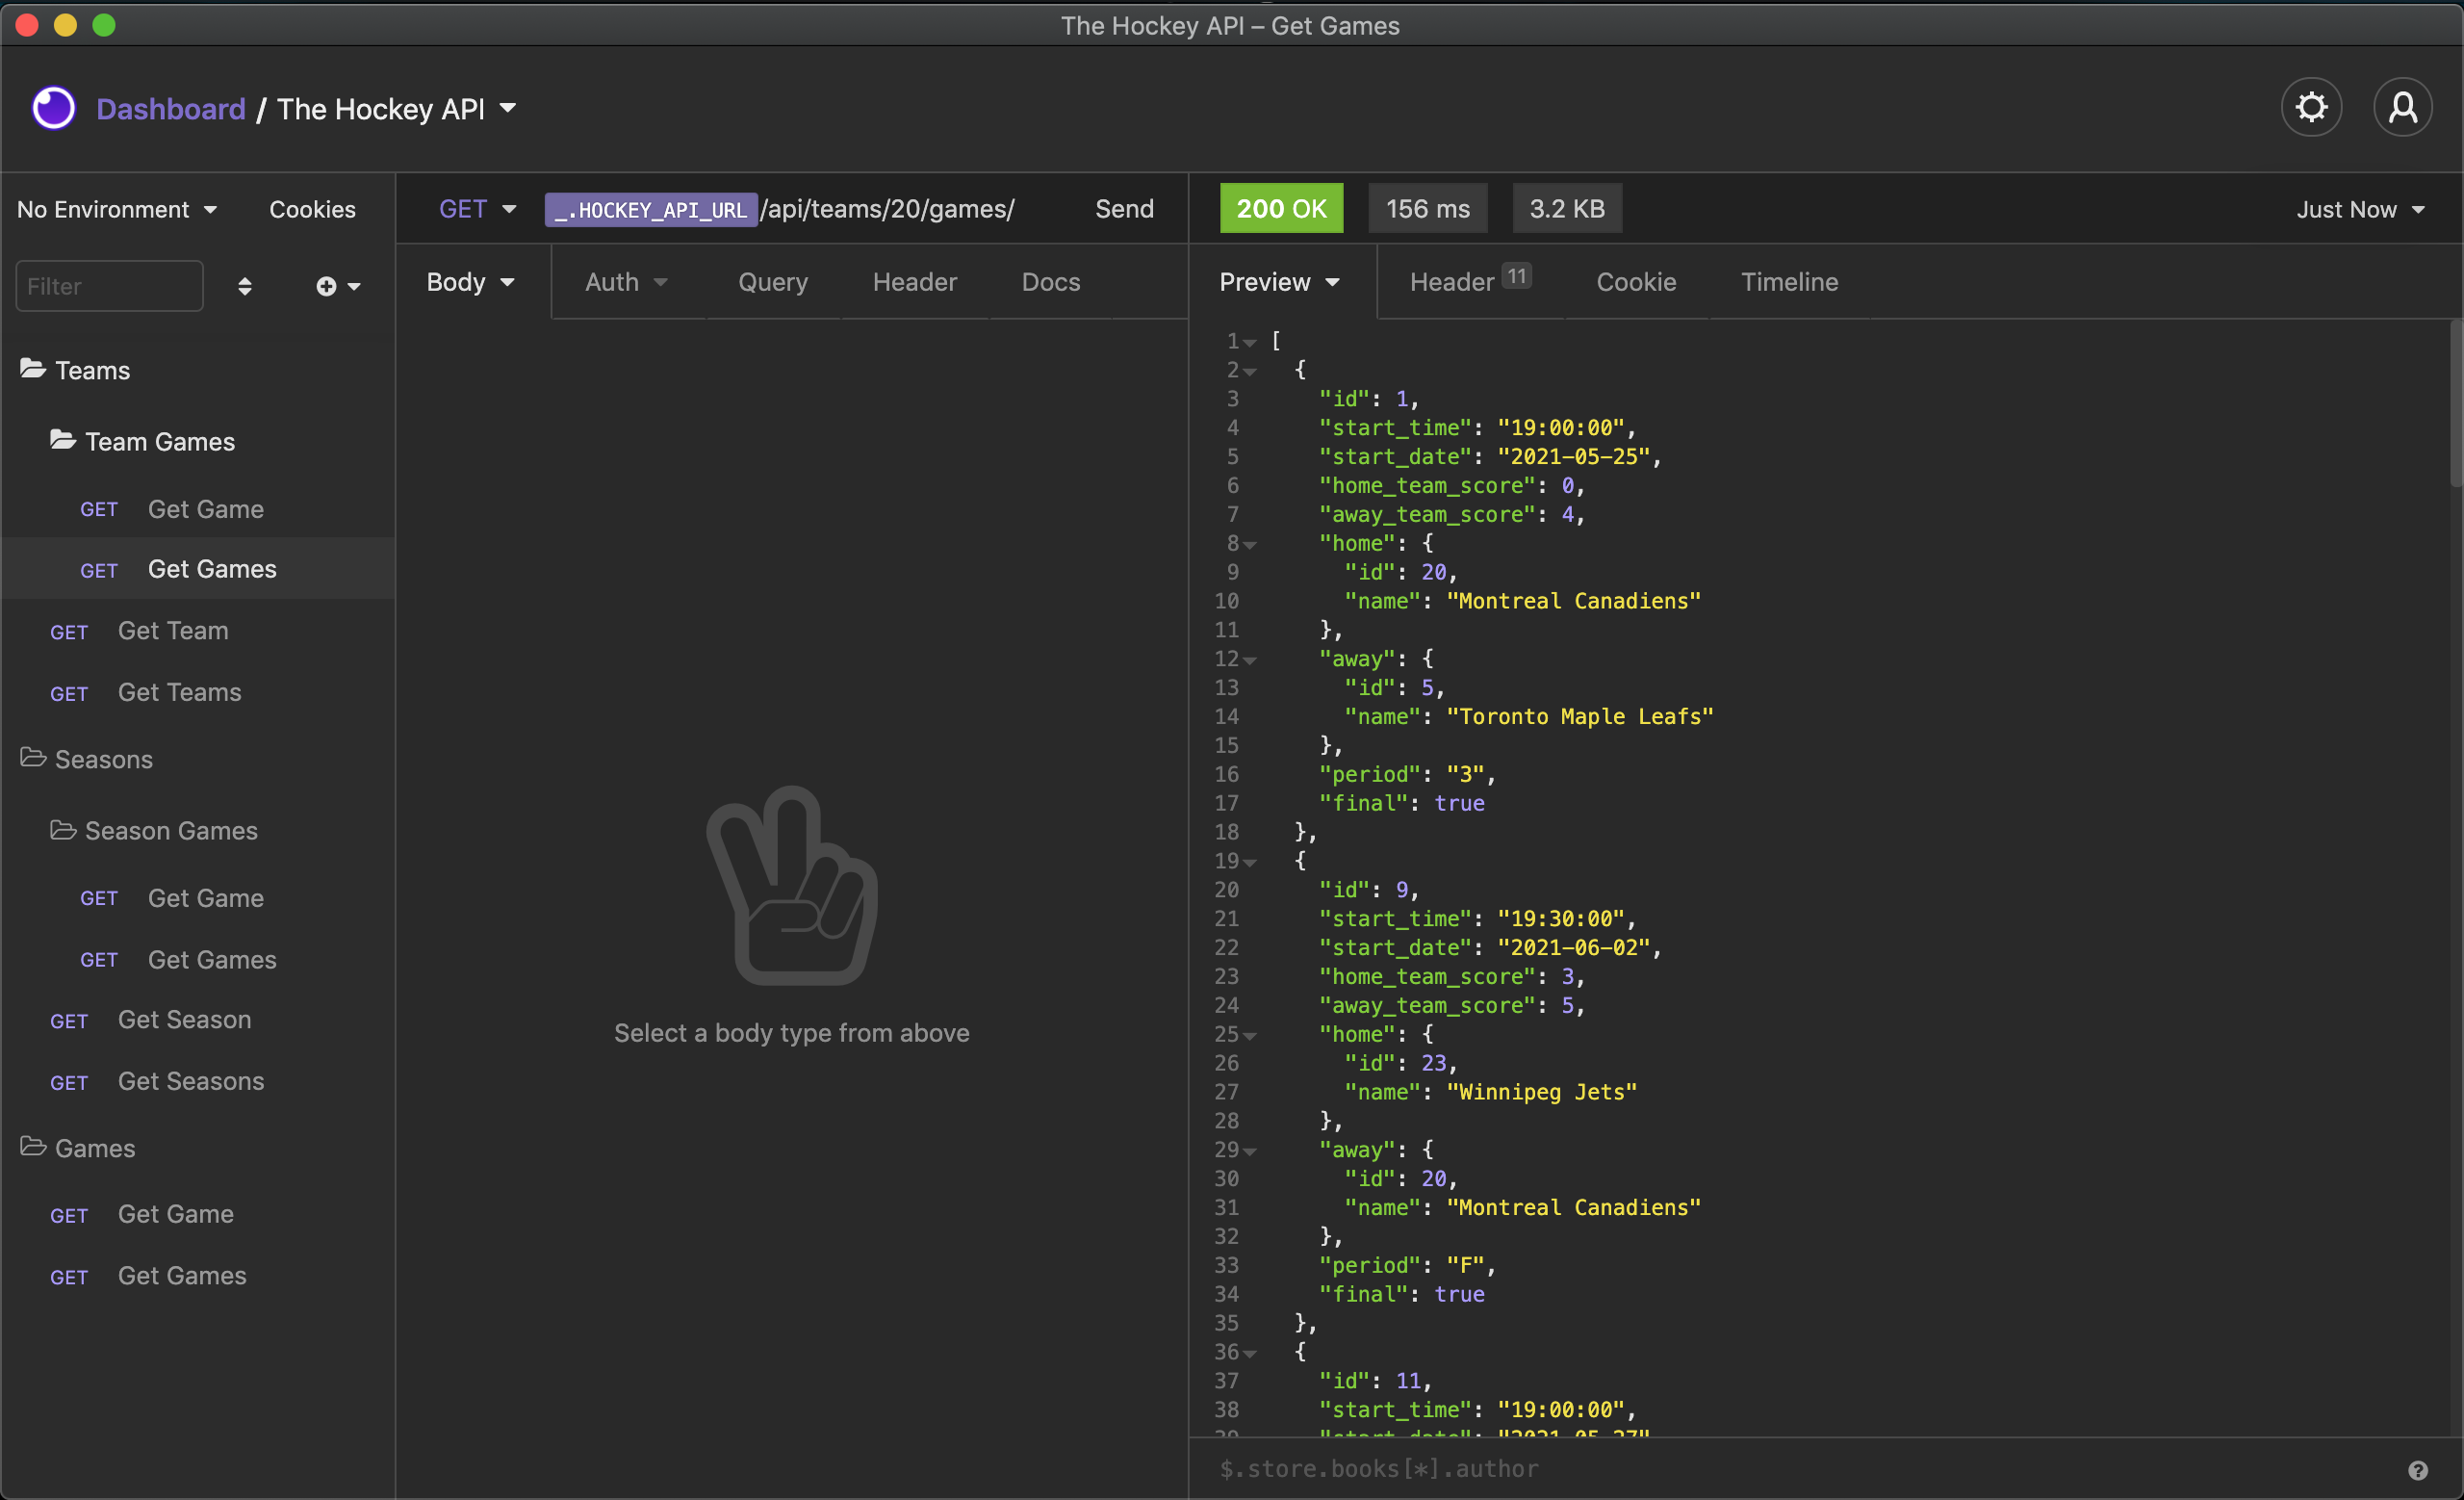 The Hockey API – Get Games
Dashboard / The Hockey API
No Environment
Cookies
Filter
Teams
Team Games
GET Get Game
GET Get Games
GET Get Team
GET Get Teams
Seasons
Season Games
GET Get Game
GET Get Games
GET Get Season
GET Get Seasons
Games
GET Get Game
GET Get Games
GET _.HOCKEY_API_URL/api/teams/20/games/ Send
Body Auth Query Header Docs
Select a body type from above
200 OK 156 ms 3.2 KB Just Now
Preview Header 11 Cookie Timeline
1 [
2 {
3 "id": 1,
4 "start_time": "19:00:00",
5 "start_date": "2021-05-25",
6 "home_team_score": 0,
7 "away_team_score": 4,
8 "home": {
9 "id": 20,
10 "name": "Montreal Canadiens"
11 },
12 "away": {
13 "id": 5,
14 "name": "Toronto Maple Leafs"
15 },
16 "period": "3",
17 "final": true
18 },
19 {
20 "id": 9,
21 "start_time": "19:30:00",
22 "start_date": "2021-06-02",
23 "home_team_score": 3,
24 "away_team_score": 5,
25 "home": {
26 "id": 23,
27 "name": "Winnipeg Jets"
28 },
29 "away": {
30 "id": 20,
31 "name": "Montreal Canadiens"
32 },
33 "period": "F",
34 "final": true
35 },
36 {
37 "id": 11,
38 "start_time": "19:00:00",
39 "start_date": "2021-05-27"
$.store.books[*].author
?